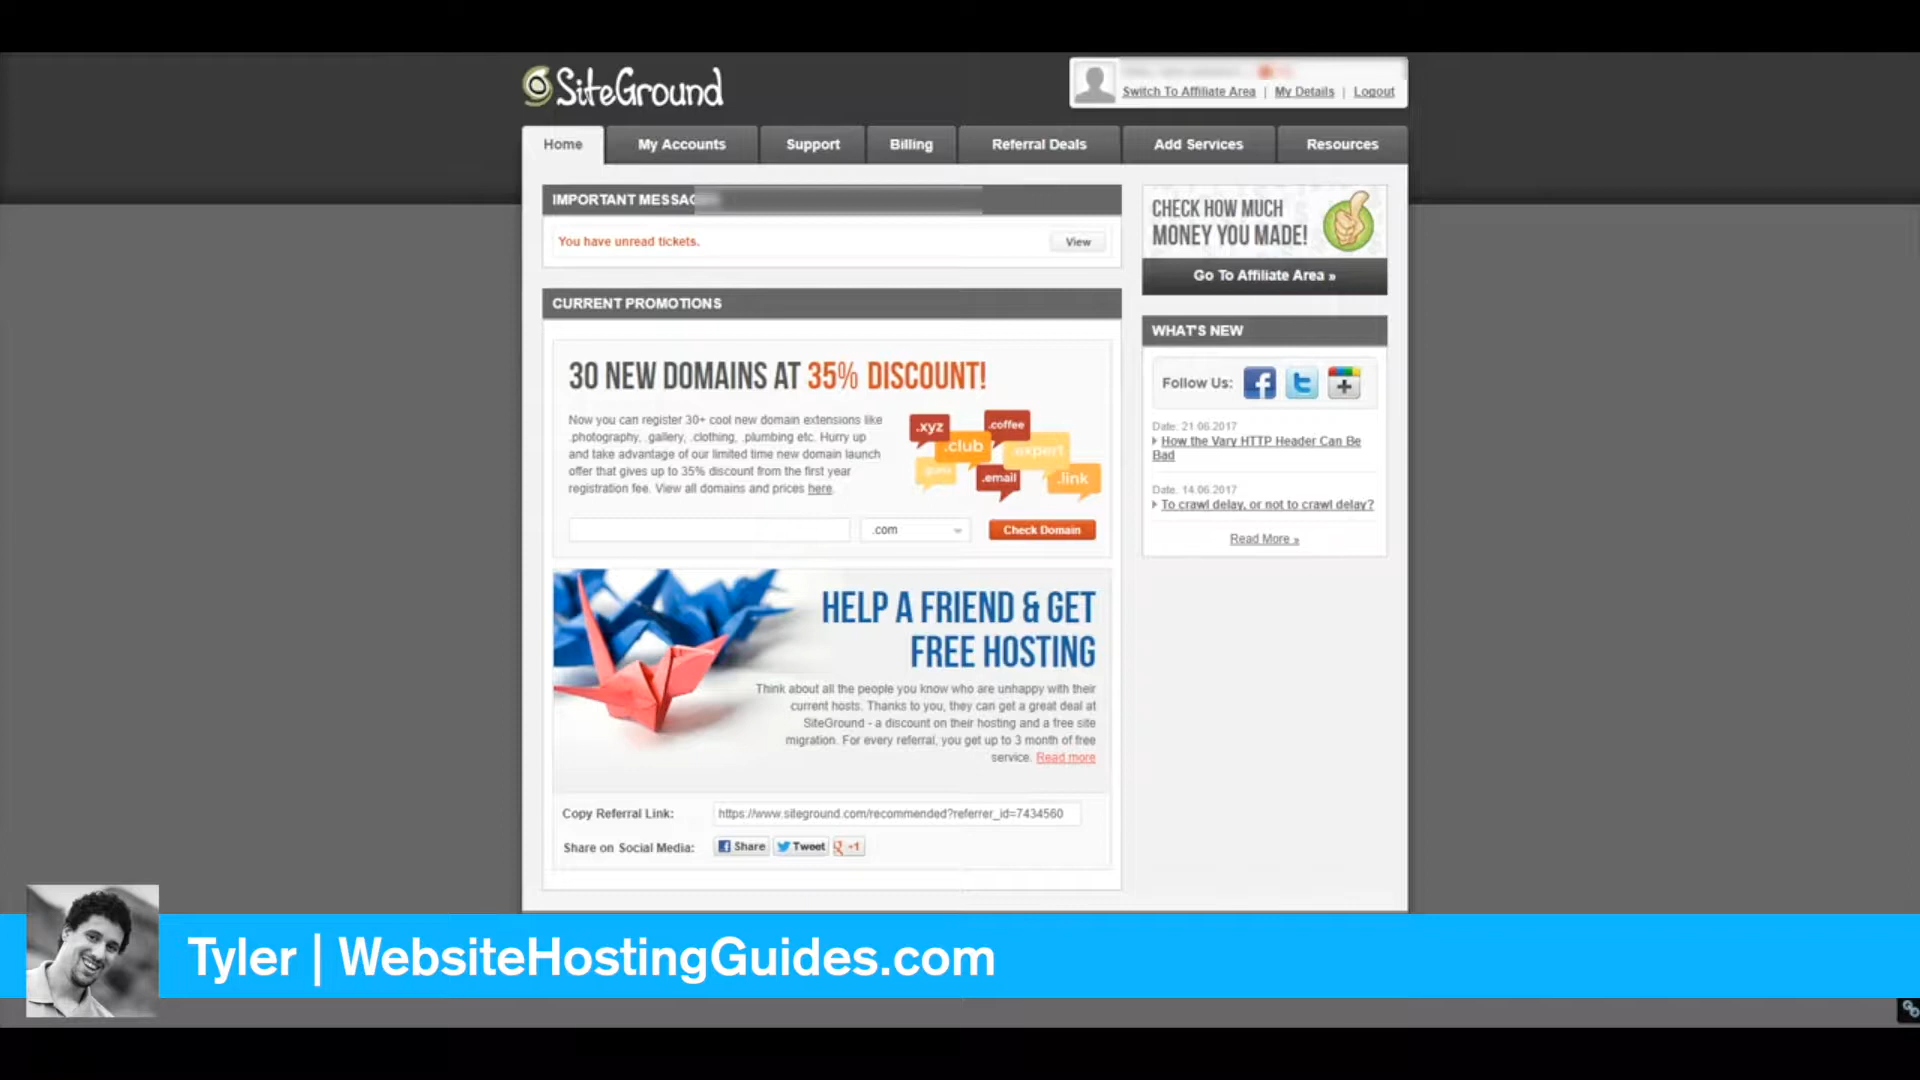 SiteGround
Switch To Affiliate Area | My Details | Logout
Home
My Accounts
Support
Billing
Referral Deals
Add Services
Resources
IMPORTANT
You have unread tickets.
View
CURRENT PROMOTIONS
30 NEW DOMAINS AT 35% DISCOUNT!
Now you can register 30+ cool new domain extensions like
.photography, .gallery, .clothing, .plumbing etc. Hurry up
and take advantage of our limited time new domain launch
offer that gives up to 35% discount from the first year
registration fee. View all domains and prices here.
.xyz
.coffee
.club
.expert
.email
.link
.com
Check Domain
HELP A FRIEND & GET
FREE HOSTING
Think about all the people you know who are unhappy with their
current hosts. Thanks to you, they can get a great deal at
SiteGround - a discount on their hosting and a free site
migration. For every referral, you get up to 3 month of free
service. Read more
Copy Referral Link:
https://www.siteground.com/recommended?referrer_id=7434560
Share on Social Media:
Share
Tweet
+1
CHECK HOW MUCH
MONEY YOU MADE!
Go To Affiliate Area »
WHAT'S NEW
Follow Us:
Date: 21.06.2017
How the Vary HTTP Header Can Be
Bad
Date: 14.06.2017
To crawl delay, or not to crawl delay?
Read More »
Tyler | WebsiteHostingGuides.com